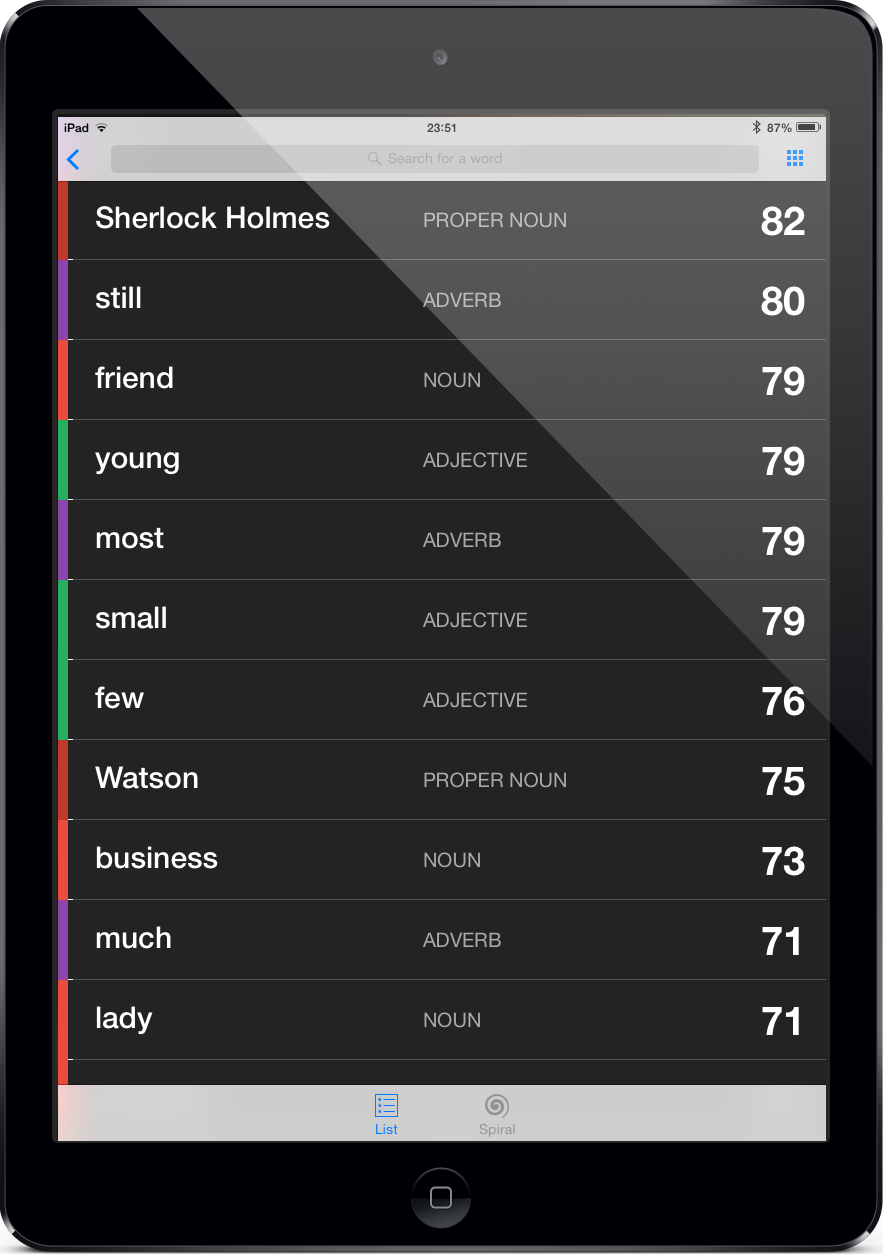 iPad 23:51 87%
Search for a word
Sherlock Holmes PROPER NOUN 82
still ADVERB 80
friend NOUN 79
young ADJECTIVE 79
most ADVERB 79
small ADJECTIVE 79
few ADJECTIVE 76
Watson PROPER NOUN 75
business NOUN 73
much ADVERB 71
lady NOUN 71
List Spiral